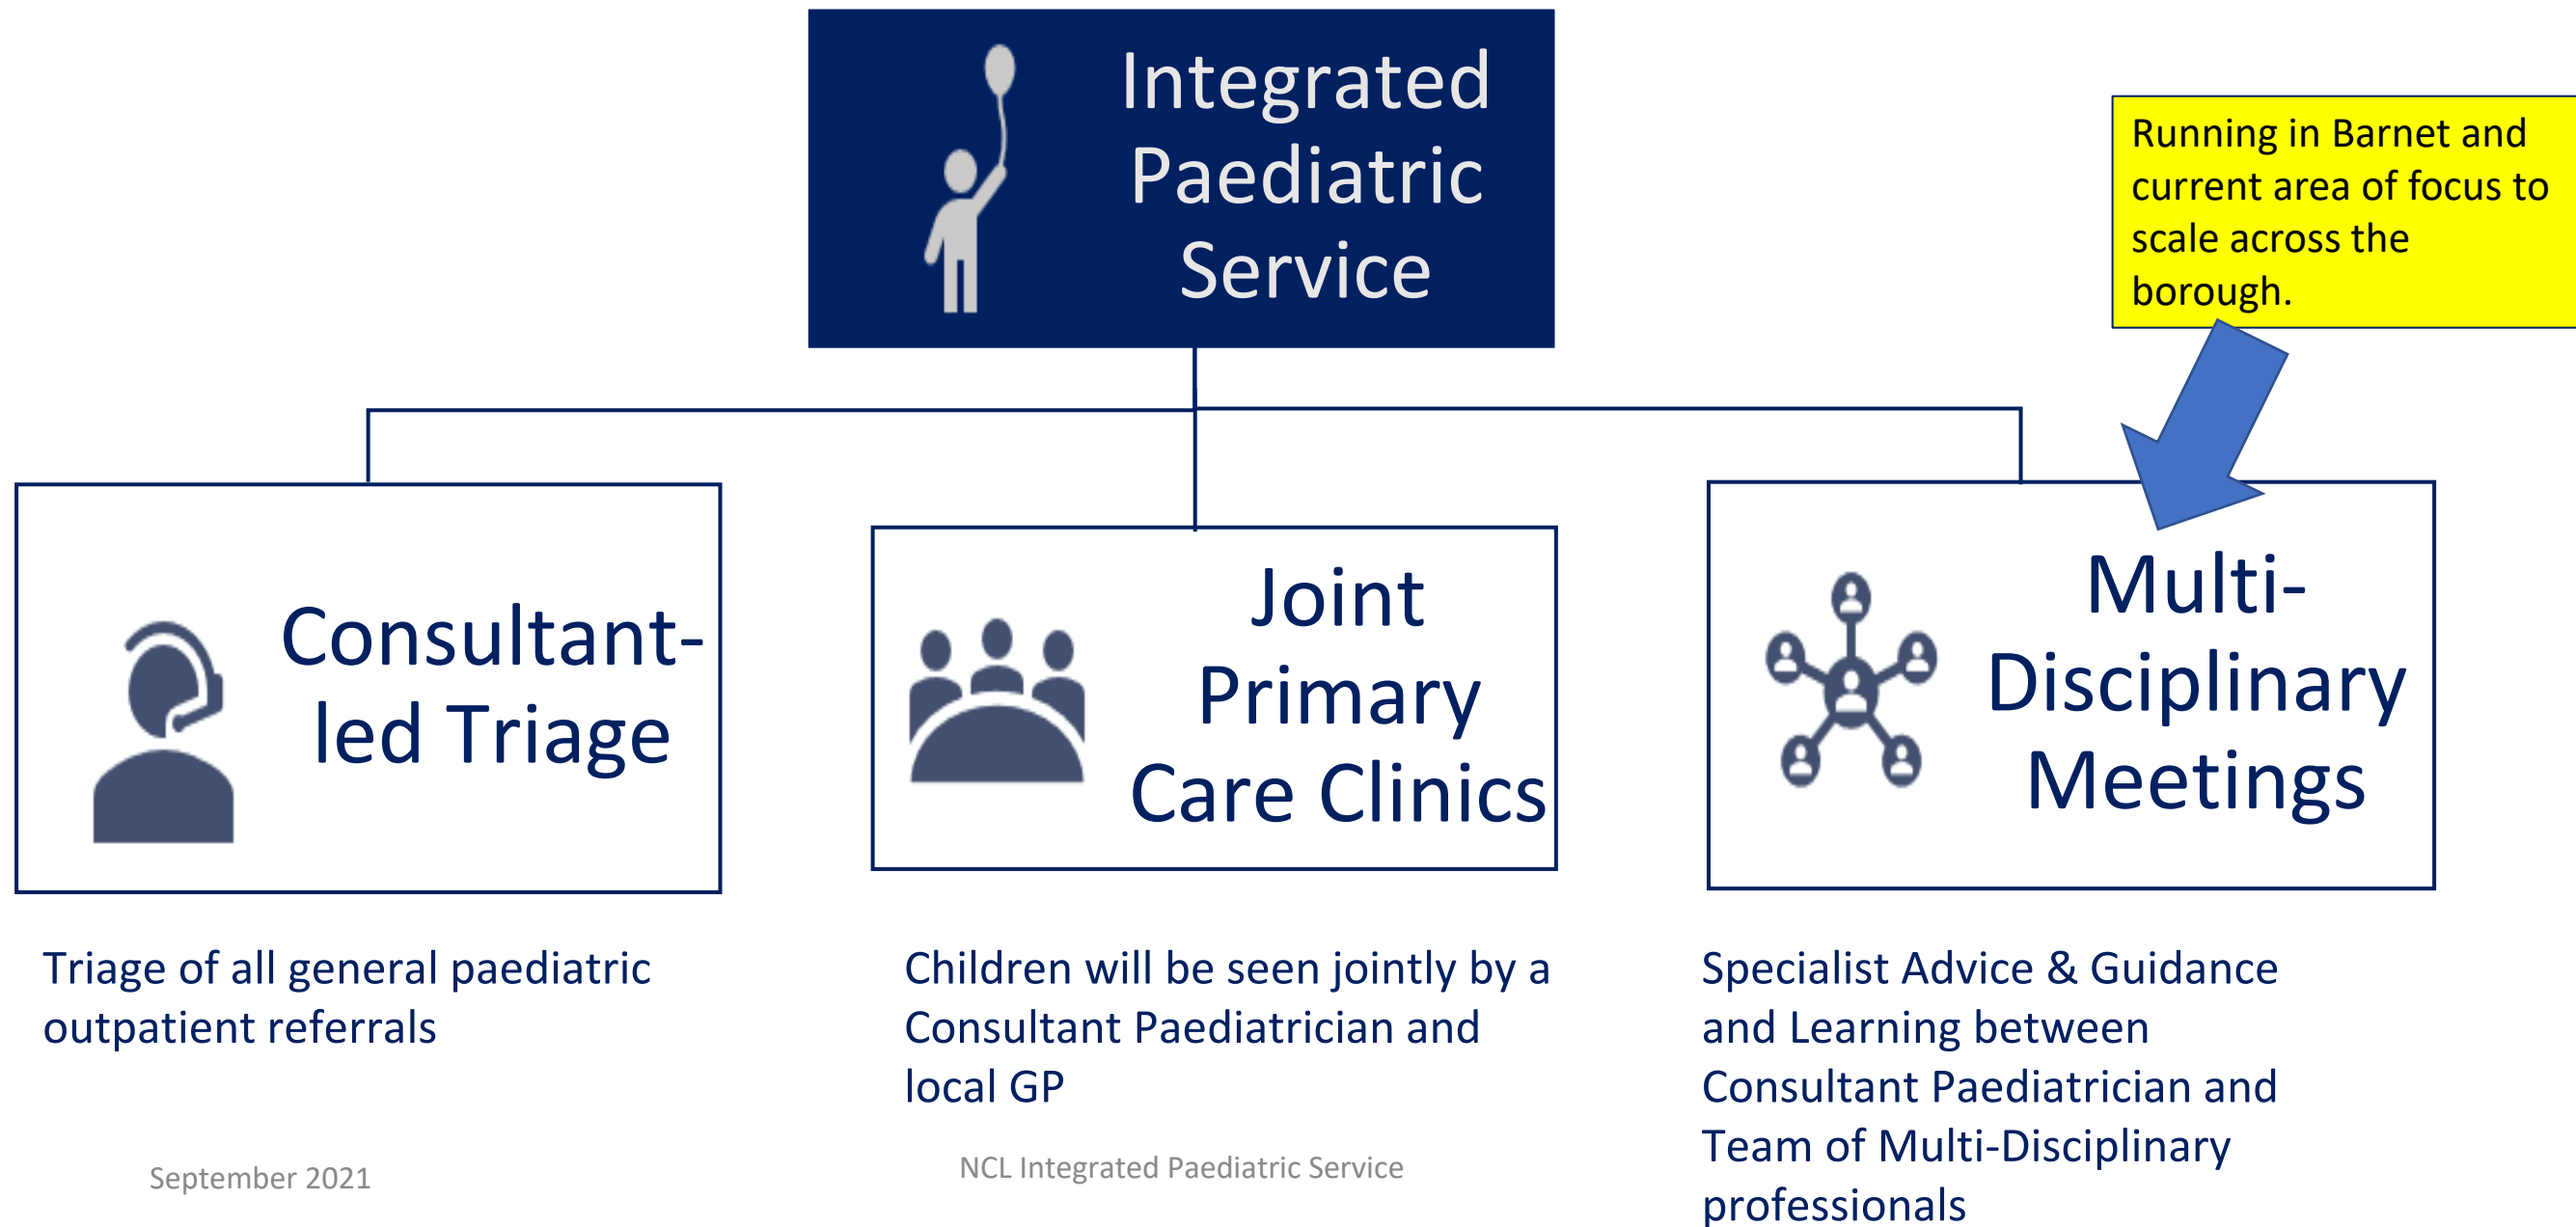 Integrated
Paediatric
Service
Running in Barnet and
current area of focus to
scale across the
borough.
Consultant-
led Triage
Joint
Primary
Care Clinics
Multi-
Disciplinary
Meetings
Triage of all general paediatric
outpatient referrals
Children will be seen jointly by a
Consultant Paediatrician and
local GP
Specialist Advice & Guidance
and Learning between
Consultant Paediatrician and
Team of Multi-Disciplinary
professionals
September 2021
NCL Integrated Paediatric Service